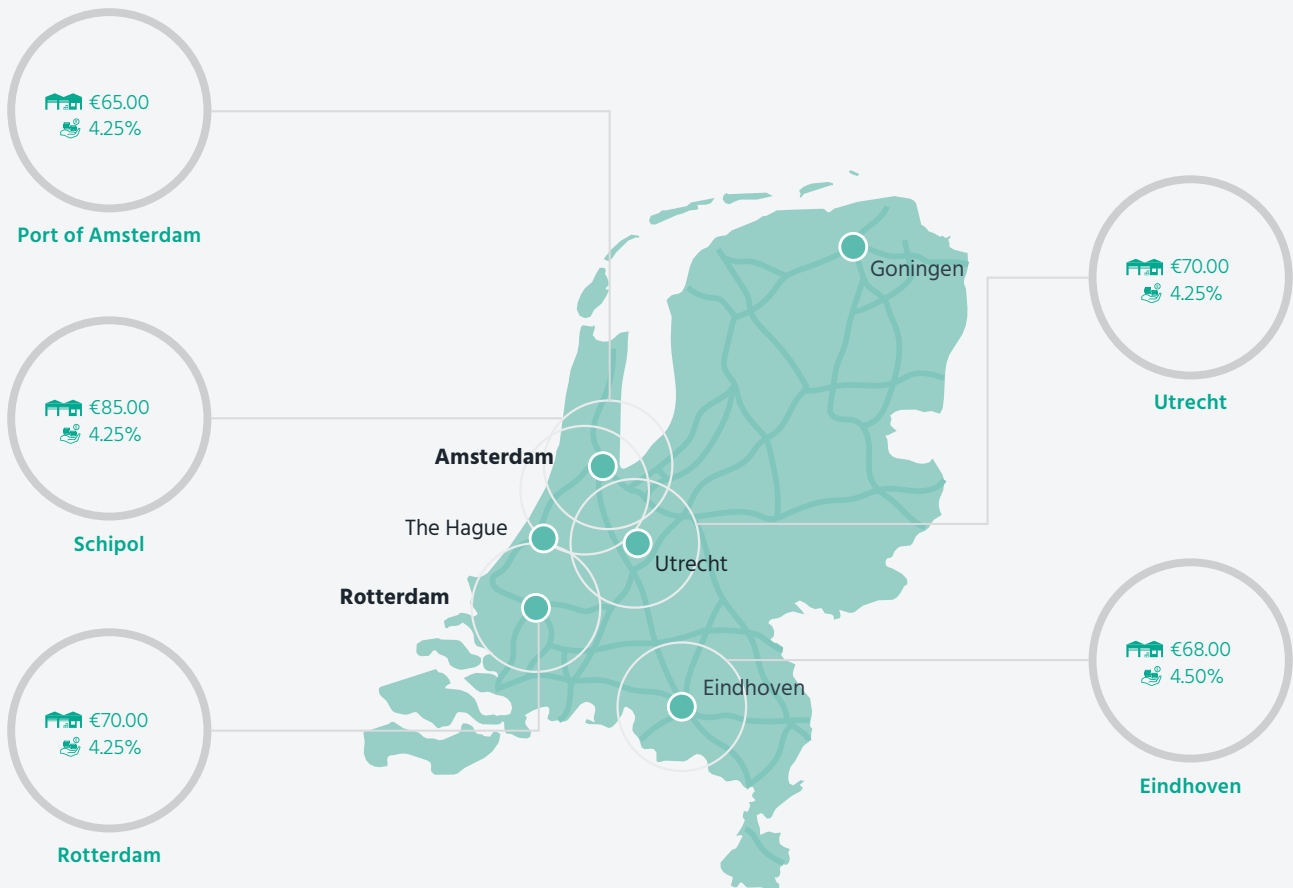 €65.00
4.25%
Port of Amsterdam
€85.00
4.25%
Schipol
€70.00
4.25%
Rotterdam
Goningen
Amsterdam
The Hague
Utrecht
Rotterdam
Eindhoven
€70.00
4.25%
Utrecht
€68.00
4.50%
Eindhoven